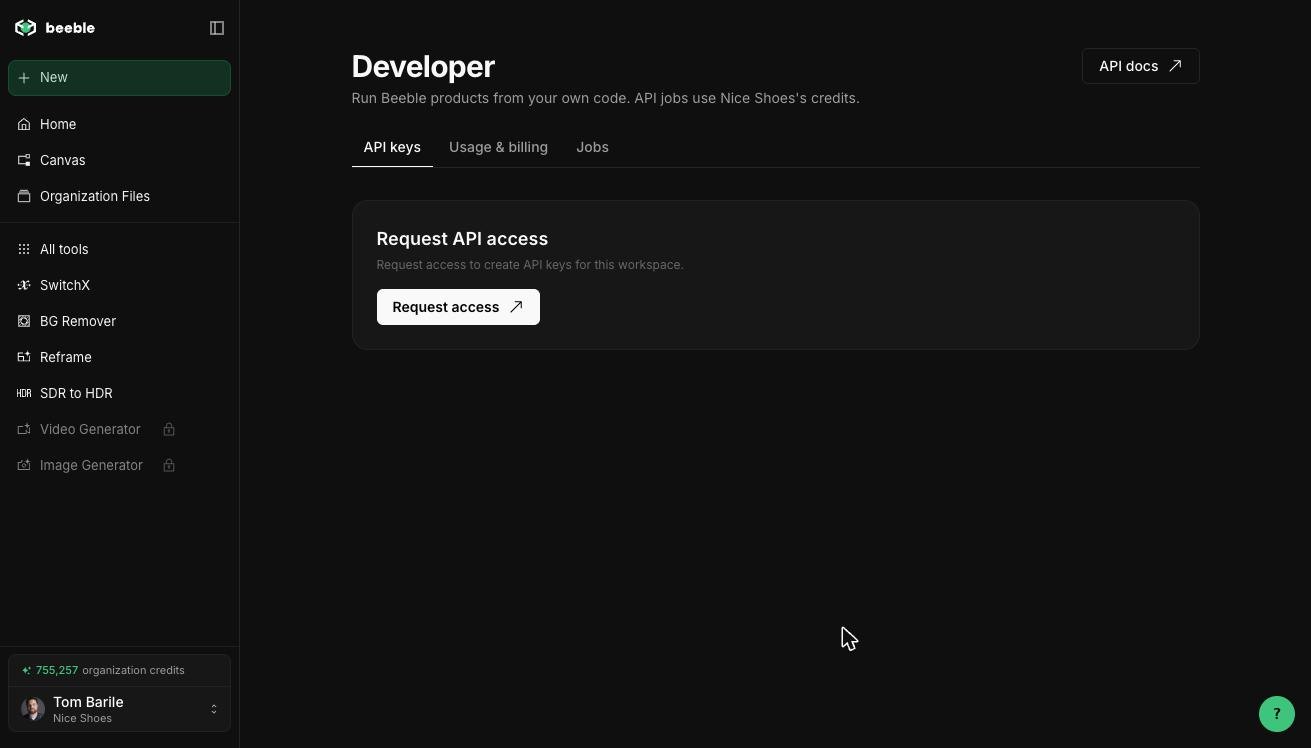 beeble
New
Home
Canvas
Organization Files
All tools
SwitchX
BG Remover
Reframe
HDR SDR to HDR
Video Generator
Image Generator
755,257 organization credits
Tom Barile
Nice Shoes
Developer
API docs
Run Beeble products from your own code. API jobs use Nice Shoes's credits.
API keys Usage & billing Jobs
Request API access
Request access to create API keys for this workspace.
Request access
?